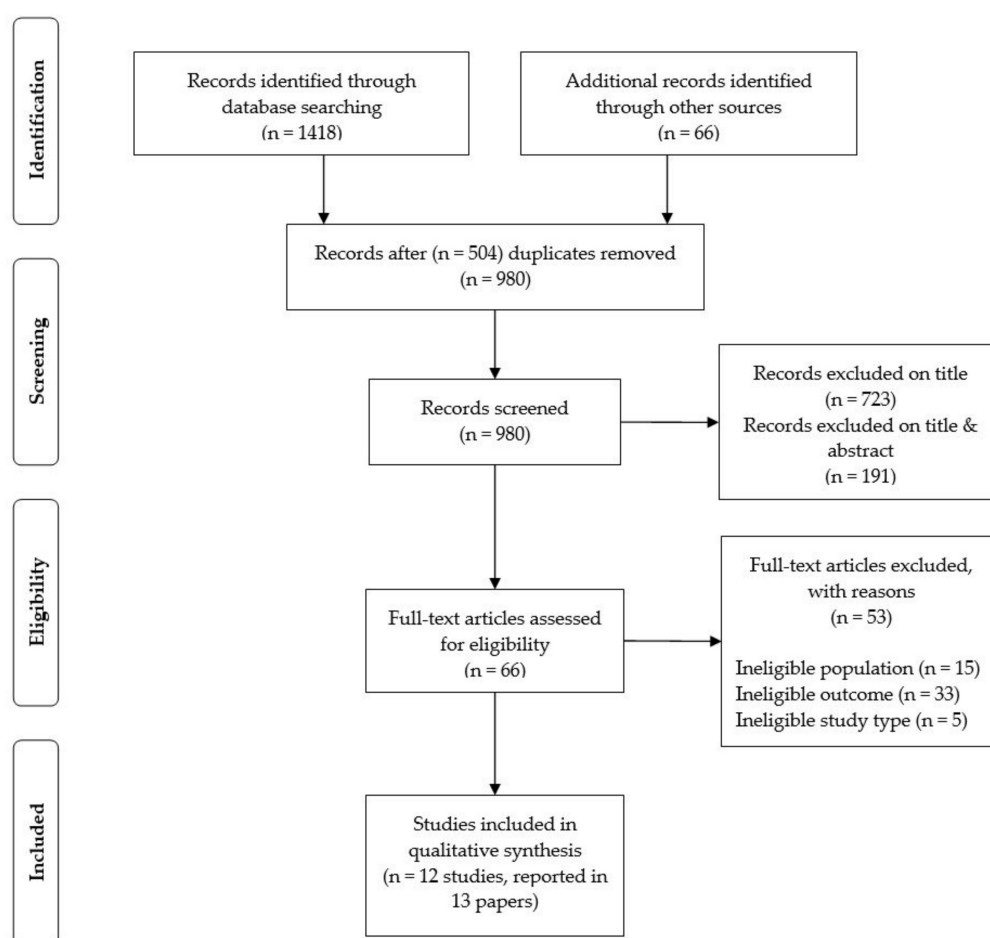 Identification
Records identified through
database searching
(n = 1418)
Additional records identified
through other sources
(n = 66)
Records after (n = 504) duplicates removed
(n = 980)
Screening
Records screened
(n = 980)
Records excluded on title
(n = 723)
Records excluded on title &
abstract
(n = 191)
Eligibility
Full-text articles assessed
for eligibility
(n = 66)
Full-text articles excluded,
with reasons
(n = 53)
Ineligible population (n = 15)
Ineligible outcome (n = 33)
Ineligible study type (n = 5)
Included
Studies included in
qualitative synthesis
(n = 12 studies, reported in
13 papers)